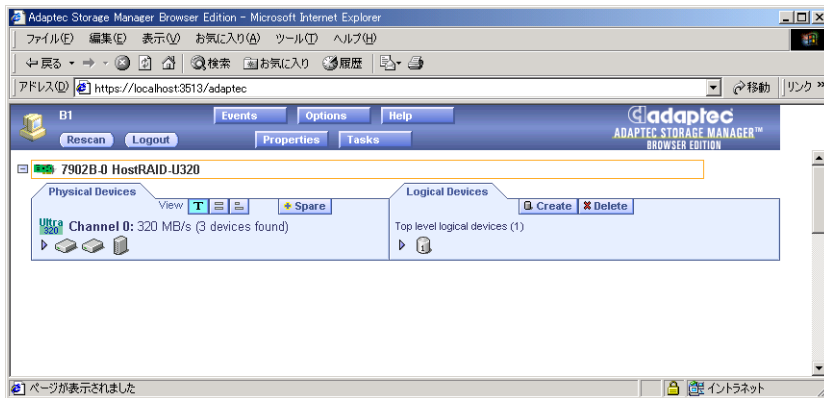 Adaptec Storage Manager Browser Edition - Microsoft Internet Explorer
ファイル(F) 編集(E) 表示(V) お気に入り(A) ツール(T) ヘルプ(H)
戻る 検索 お気に入り 履歴
アドレス(D) https://localhost:3513/adaptec 移動 リンク »
B1 Events Options Help adaptec
Rescan Logout Properties Tasks ADAPTEC STORAGE MANAGER™
BROWSER EDITION
7902B-0 HostRAID-U320
Physical Devices Logical Devices
View T + Spare Create Delete
Ultra 320 Channel 0: 320 MB/s (3 devices found) Top level logical devices (1)
1
ページが表示されました イントラネット